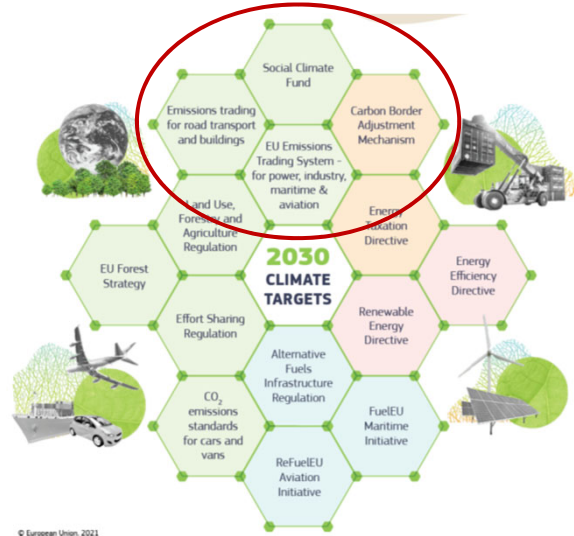 Social Climate
Fund
Emissions trading
for road transport
and buildings
Carbon Border
Adjustment
Mechanism
EU Emissions
Trading System -
for power, industry,
maritime &
aviation
Land Use,
Forestry and
Agriculture
Regulation
Energy
Taxation
Directive
EU Forest
Strategy
2030
CLIMATE
TARGETS
Energy
Efficiency
Directive
Effort Sharing
Regulation
Renewable
Energy
Directive
Alternative
Fuels
Infrastructure
Regulation
CO₂
emissions
standards
for cars and
vans
FuelEU
Maritime
Initiative
ReFuelEU
Aviation
Initiative
© European Union, 2021